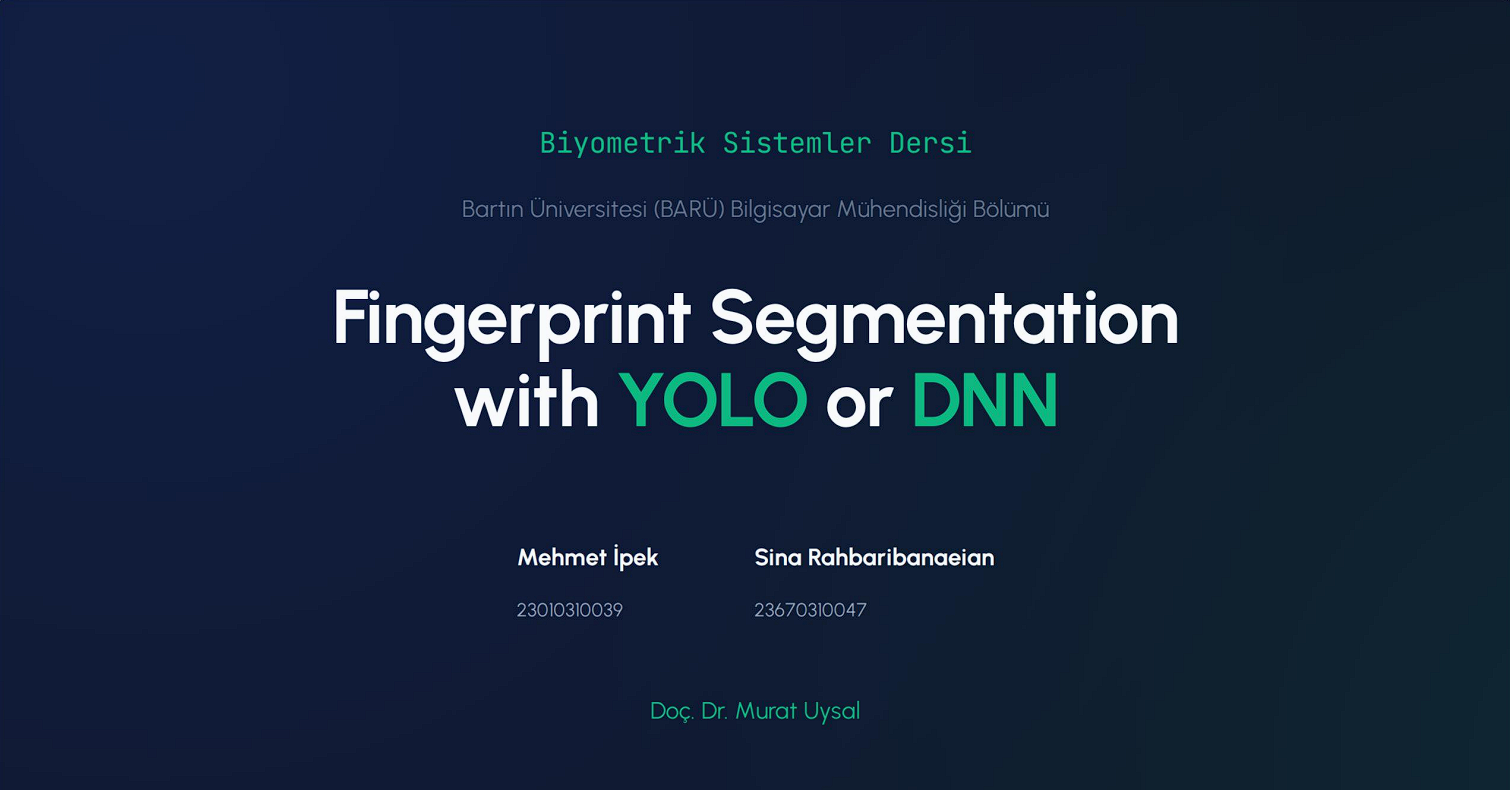 Biyometrik Sistemler Dersi
Bartın Üniversitesi (BARÜ) Bilgisayar Mühendisliği Bölümü
Fingerprint Segmentation
with YOLO or DNN
Mehmet İpek
Sina Rahbaribanaeian
23010310039
23670310047
Doç. Dr. Murat Uysal